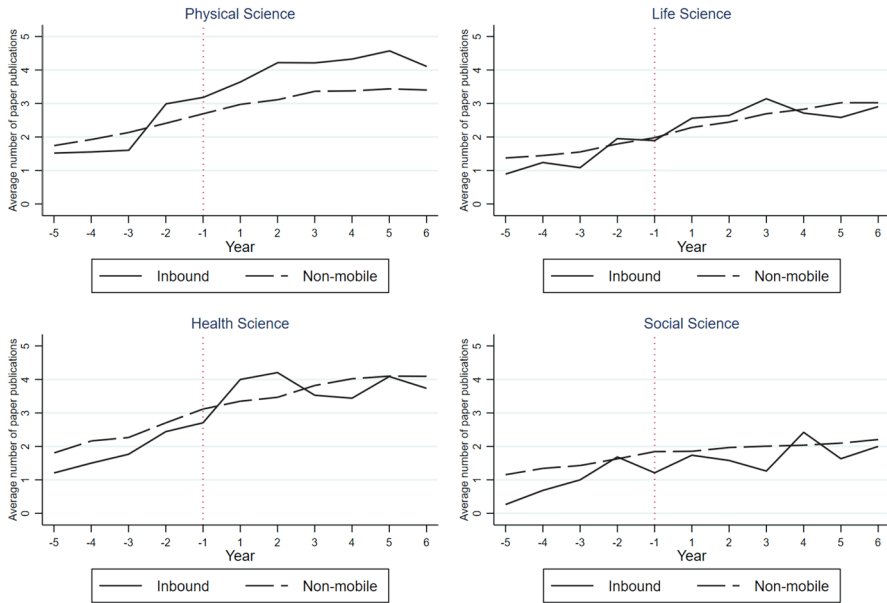 Physical Science
Average number of paper publications
5
4
3
2
1
0
-5 -4 -3 -2 -1 1 2 3 4 5 6
Year
Inbound Non-mobile
Life Science
Average number of paper publications
5
4
3
2
1
0
-5 -4 -3 -2 -1 1 2 3 4 5 6
Year
Inbound Non-mobile
Health Science
Average number of paper publications
5
4
3
2
1
0
-5 -4 -3 -2 -1 1 2 3 4 5 6
Year
Inbound Non-mobile
Social Science
Average number of paper publications
5
4
3
2
1
0
-5 -4 -3 -2 -1 1 2 3 4 5 6
Year
Inbound Non-mobile